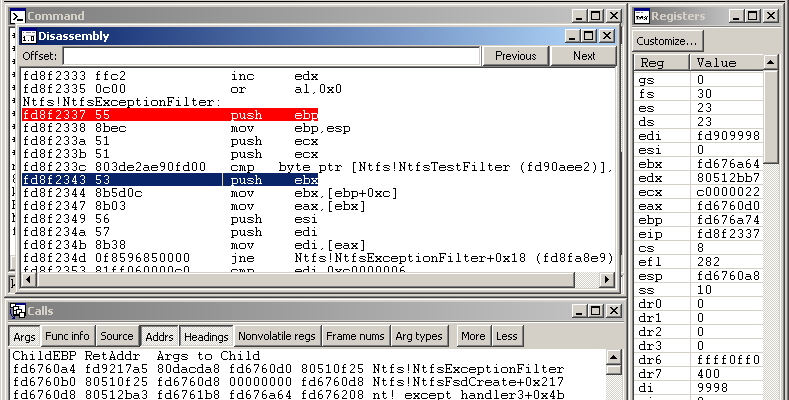 Command
Disassembly
Offset:
Previous
Next
fd8f2333 ffc2 inc edx
fd8f2335 0c00 or al,0x0
Ntfs!NtfsExceptionFilter:
fd8f2337 55 push ebp
fd8f2338 8bec mov ebp,esp
fd8f233a 51 push ecx
fd8f233b 51 push ecx
fd8f233c 803de2ae90fd00 cmp byte ptr [Ntfs!NtfsTestFilter (fd90aee2)],
fd8f2343 53 push ebx
fd8f2344 8b5d0c mov ebx,[ebp+0xc]
fd8f2347 8b03 mov eax,[ebx]
fd8f2349 56 push esi
fd8f234a 57 push edi
fd8f234b 8b38 mov edi,[eax]
fd8f234d 0f8596850000 jne Ntfs!NtfsExceptionFilter+0x18 (fd8fa8e9)
fd8f2353 81ff060000c0 cmp edi,0xc0000006
Calls
Args
Func info
Source
Addrs
Headings
Nonvolatile regs
Frame nums
Arg types
More
Less
ChildEBP RetAddr Args to Child
fd6760a4 fd9217a5 80dacda8 fd6760d0 80510f25 Ntfs!NtfsExceptionFilter
fd6760b0 80510f25 fd6760d8 00000000 fd6760d8 Ntfs!NtfsFsdCreate+0x217
fd6760d8 80512ba3 fd6761b8 fd676a64 fd676208 nt!_except_handler3+0x4b
Registers
Customize...
Reg Value
gs 0
fs 30
es 23
ds 23
edi fd909998
esi 0
ebx fd676a64
edx 80512bb7
ecx c0000022
eax fd6760d0
ebp fd676a74
eip fd8f2337
cs 8
efl 282
esp fd6760a8
ss 10
dr0 0
dr1 0
dr2 0
dr3 0
dr6 ffff0ff0
dr7 400
di 9998